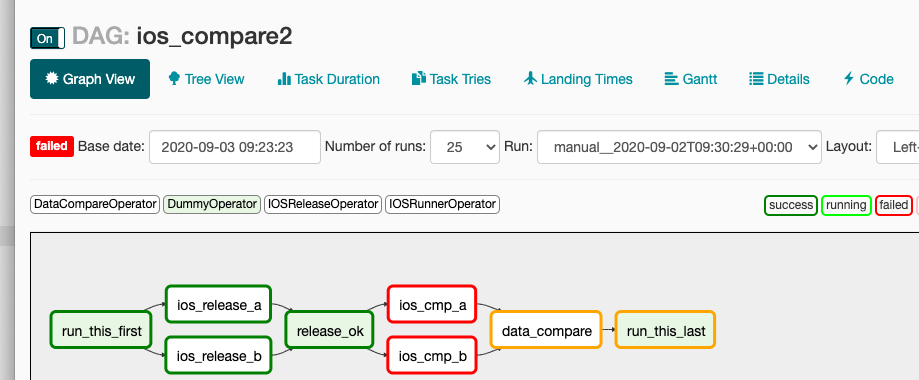 On DAG: ios_compare2
Graph View Tree View Task Duration Task Tries Landing Times Gantt Details Code
failed Base date: 2020-09-03 09:23:23 Number of runs: 25 Run: manual__2020-09-02T09:30:29+00:00 Layout: Left-
DataCompareOperator DummyOperator IOSReleaseOperator IOSRunnerOperator success running failed
ios_release_a ios_cmp_a
run_this_first release_ok data_compare run_this_last
ios_release_b ios_cmp_b